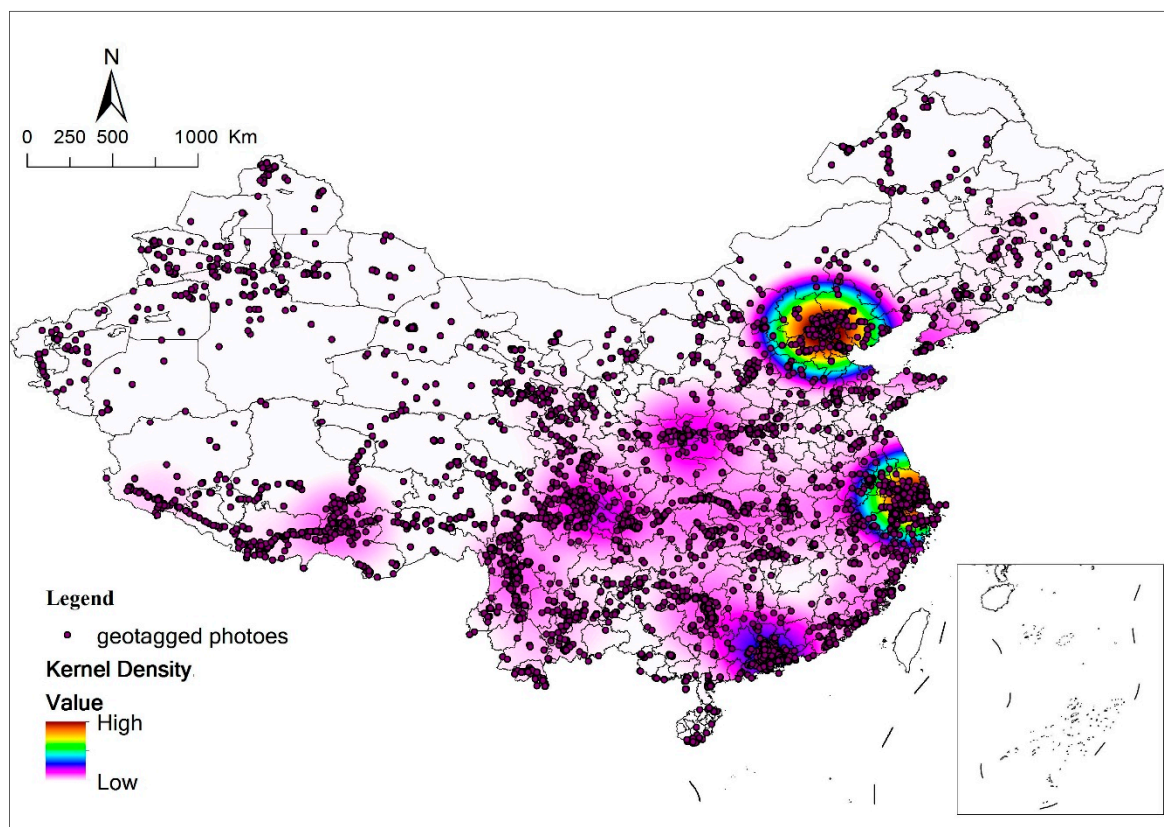 N
0 250 500 1000 Km
Legend
geotagged photoes
Kernel Density
Value
High
Low